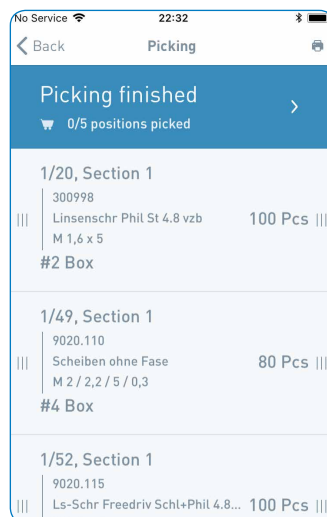 No Service
22:32
Back
Picking
Picking finished
0/5 positions picked
1/20, Section 1
300998
Linsenschr Phil St 4.8 vzb
100 Pcs
M 1,6 x 5
#2 Box
1/49, Section 1
9020.110
Scheiben ohne Fase
80 Pcs
M 2 / 2,2 / 5 / 0,3
#4 Box
1/52, Section 1
9020.115
Ls-Schr Freedriv Schl+Phil 4.8...
100 Pcs